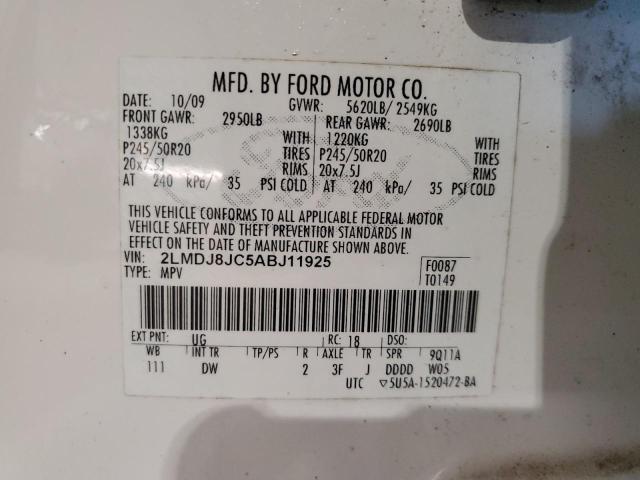 MFD. BY FORD MOTOR CO.
DATE: 10/09 GVWR: 5620LB/ 2549KG
FRONT GAWR: 2950LB REAR GAWR: 2690LB
1338KG WITH 1220KG WITH
P245/50R20 TIRES P245/50R20 TIRES
20x7.5J RIMS 20x7.5J RIMS
AT 240 kPa/ 35 PSI COLD AT 240 kPa/ 35 PSI COLD
THIS VEHICLE CONFORMS TO ALL APPLICABLE FEDERAL MOTOR
VEHICLE SAFETY AND THEFT PREVENTION STANDARDS IN
EFFECT ON THE DATE OF MANUFACTURE SHOWN ABOVE.
VIN: 2LMDJ8JC5ABJ11925 F0087
TYPE: MPV T0149
EXT PNT: UG RC: 18 DSO:
WB INT TR TP/PS R AXLE TR SPR 9Q11A
111 DW 2 3F J DDDD W05
UTC ▽5U5A-1520472-BA
Ford